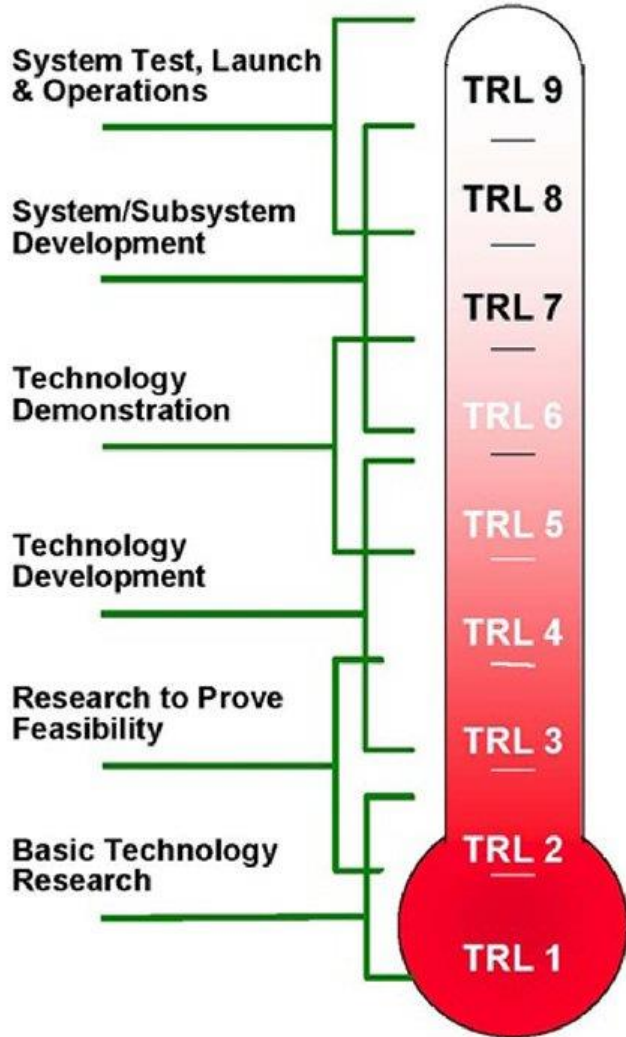 System Test, Launch
& Operations
System/Subsystem
Development
Technology
Demonstration
Technology
Development
Research to Prove
Feasibility
Basic Technology
Research
TRL 9
TRL 8
TRL 7
TRL 6
TRL 5
TRL 4
TRL 3
TRL 2
TRL 1